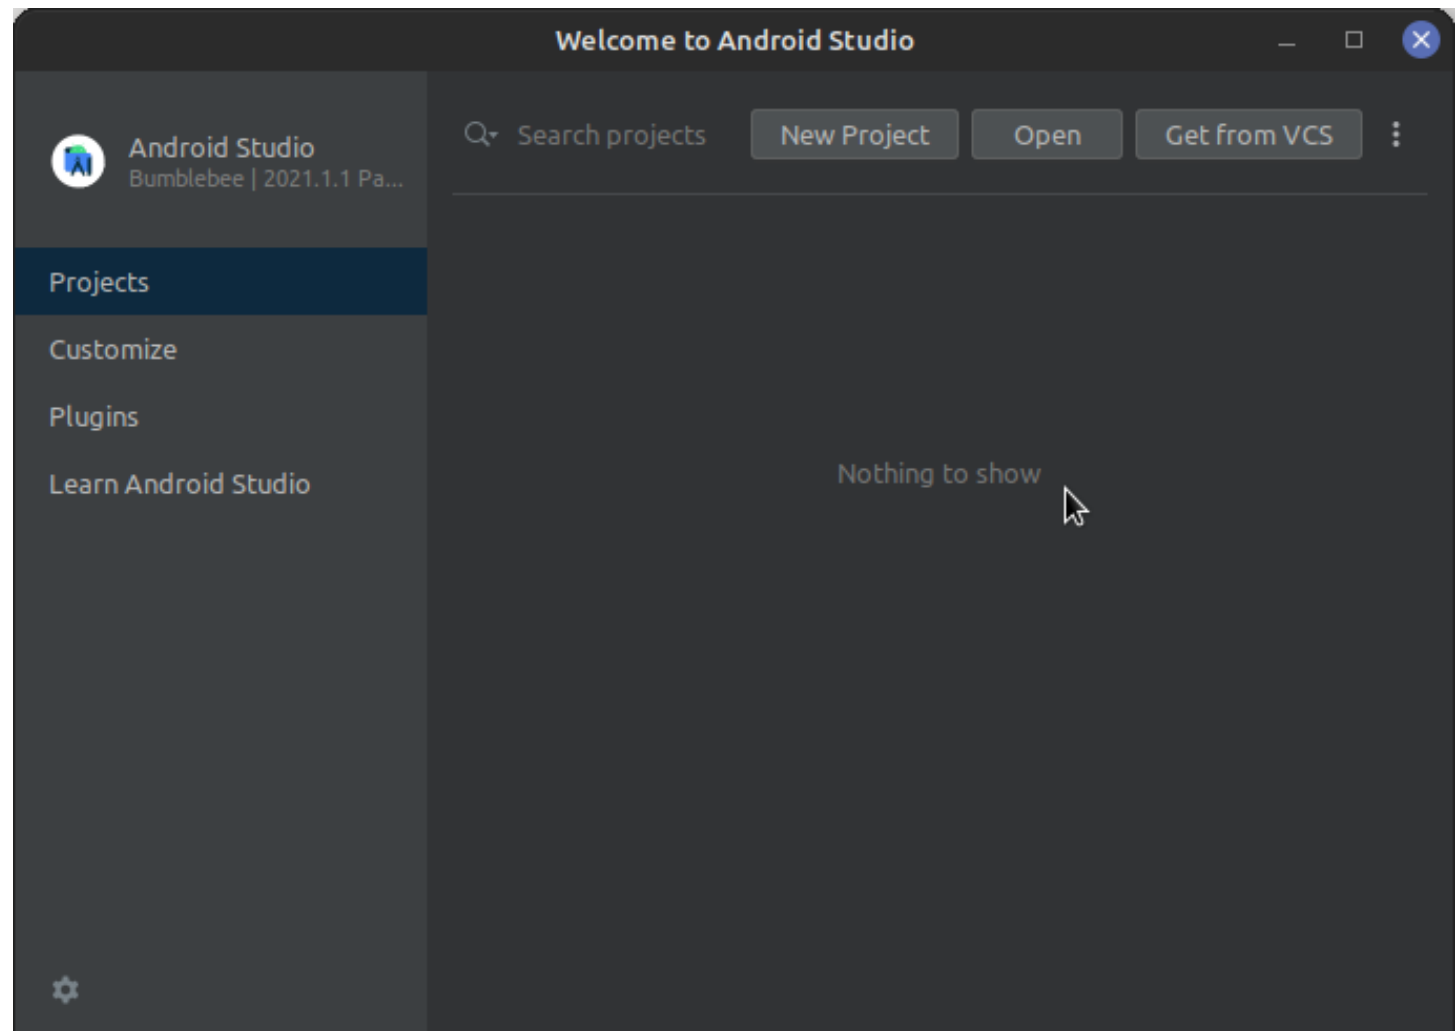 Welcome to Android Studio
Android Studio
Bumblebee | 2021.1.1 Pa...
Search projects
New Project
Open
Get from VCS
Projects
Customize
Plugins
Learn Android Studio
Nothing to show